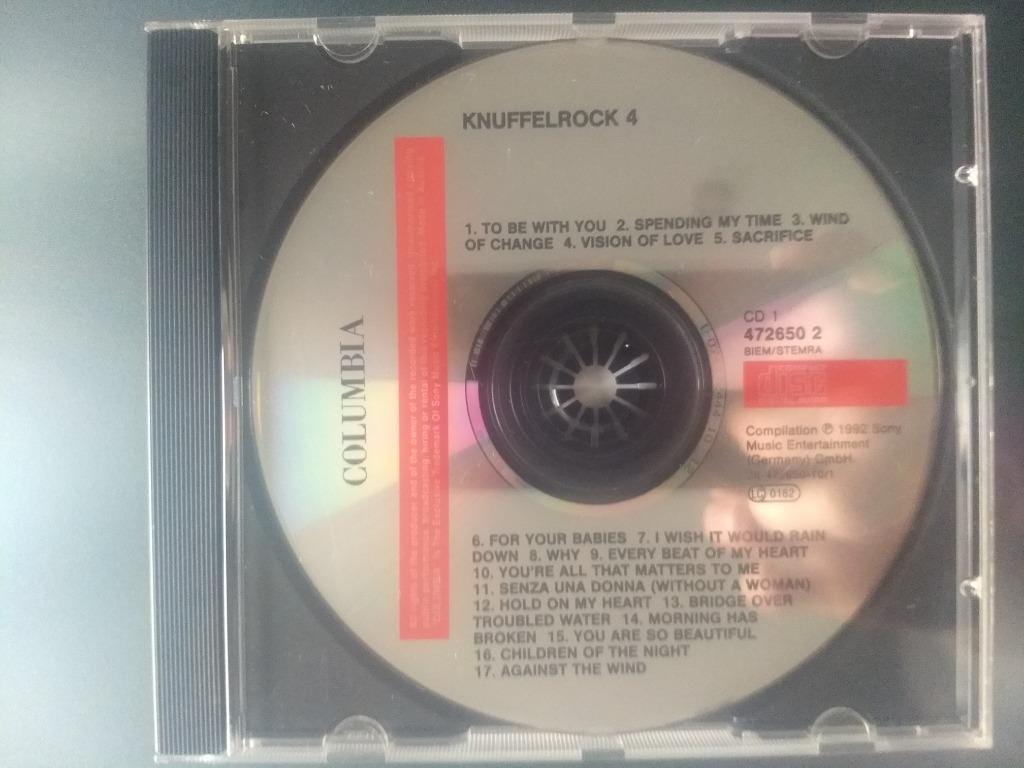 KNUFFELROCK 4
1. TO BE WITH YOU 2. SPENDING MY TIME 3. WIND
OF CHANGE 4. VISION OF LOVE 5. SACRIFICE
COLUMBIA
CD 1
472650 2
BIEM/STEMRA
disc
Compilation ℗ 1992 Sony
Music Entertainment
(Germany) GmbH.
LC 0162
6. FOR YOUR BABIES 7. I WISH IT WOULD RAIN
DOWN 8. WHY 9. EVERY BEAT OF MY HEART
10. YOU'RE ALL THAT MATTERS TO ME
11. SENZA UNA DONNA (WITHOUT A WOMAN)
12. HOLD ON MY HEART 13. BRIDGE OVER
TROUBLED WATER 14. MORNING HAS
BROKEN 15. YOU ARE SO BEAUTIFUL
16. CHILDREN OF THE NIGHT
17. AGAINST THE WIND